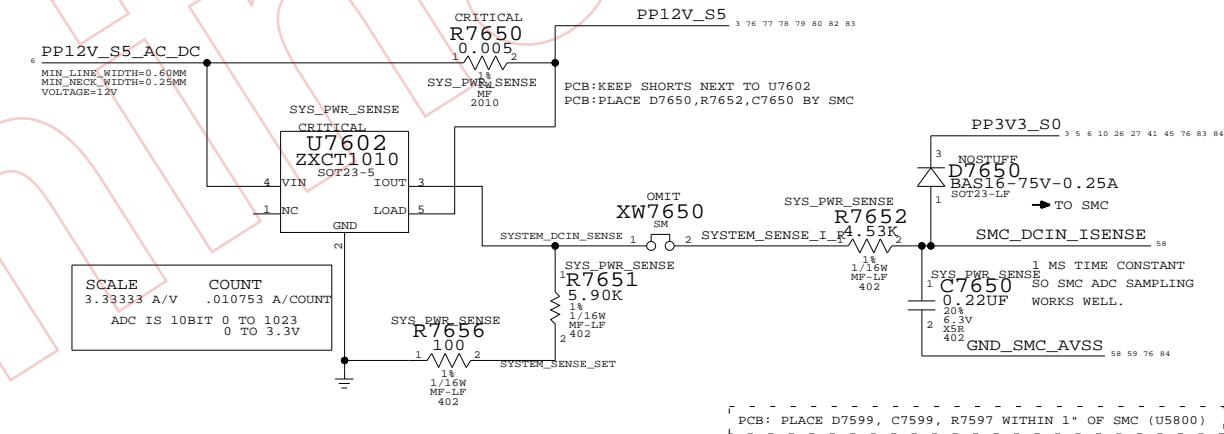 CRITICAL
R7650
0.005
1 2
1%
1W
MF
2010
SYS_PWR_SENSE
PP12V_S5
3 76 77 78 79 80 82 83
6 PP12V_S5_AC_DC
MIN_LINE_WIDTH=0.60MM
MIN_NECK_WIDTH=0.25MM
VOLTAGE=12V
PCB:KEEP SHORTS NEXT TO U7602
PCB:PLACE D7650,R7652,C7650 BY SMC
SYS_PWR_SENSE
CRITICAL
U7602
ZXCT1010
SOT23-5
4 VIN IOUT 3
1 NC LOAD 5
GND
2
PP3V3_S0
3 5 6 10 26 27 41 45 76 83 84
3
NOSTUFF
D7650
BAS16-75V-0.25A
SOT23-LF
1
TO SMC
OMIT
XW7650
SM
SYSTEM_DCIN_SENSE 1 2 SYSTEM_SENSE_I_R
SYS_PWR_SENSE
R7652
4.53K
1 2
1%
1/16W
MF-LF
402
SMC_DCIN_ISENSE
58
SYS_PWR_SENSE
R7651
1
5.90K
1%
1/16W
MF-LF
402
2
SYS_PWR_SENSE
C7650
1
0.22UF
20%
6.3V
X5R
402
2
1 MS TIME CONSTANT
SO SMC ADC SAMPLING
WORKS WELL.
GND_SMC_AVSS
58 59 76 84
SCALE COUNT
3.33333 A/V .010753 A/COUNT
ADC IS 10BIT 0 TO 1023
0 TO 3.3V
SYS_PWR_SENSE
R7656
100
1 2
1%
1/16W
MF-LF
402
SYSTEM_SENSE_SET
PCB: PLACE D7599, C7599, R7597 WITHIN 1" OF SMC (U5800)